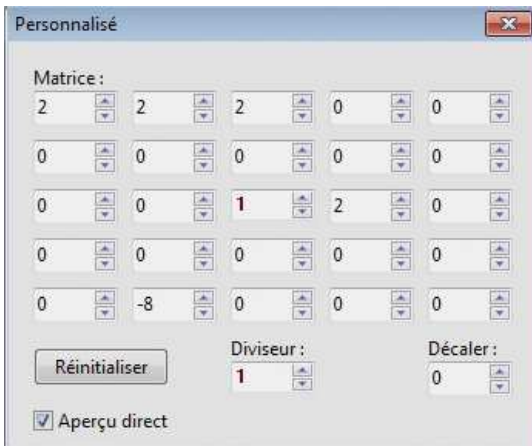 Personnalisé
Matrice :
2 2 2 0 0
0 0 0 0 0
0 0 1 2 0
0 0 0 0 0
0 -8 0 0 0
Diviseur : Décaler :
Réinitialiser 1 0
Aperçu direct